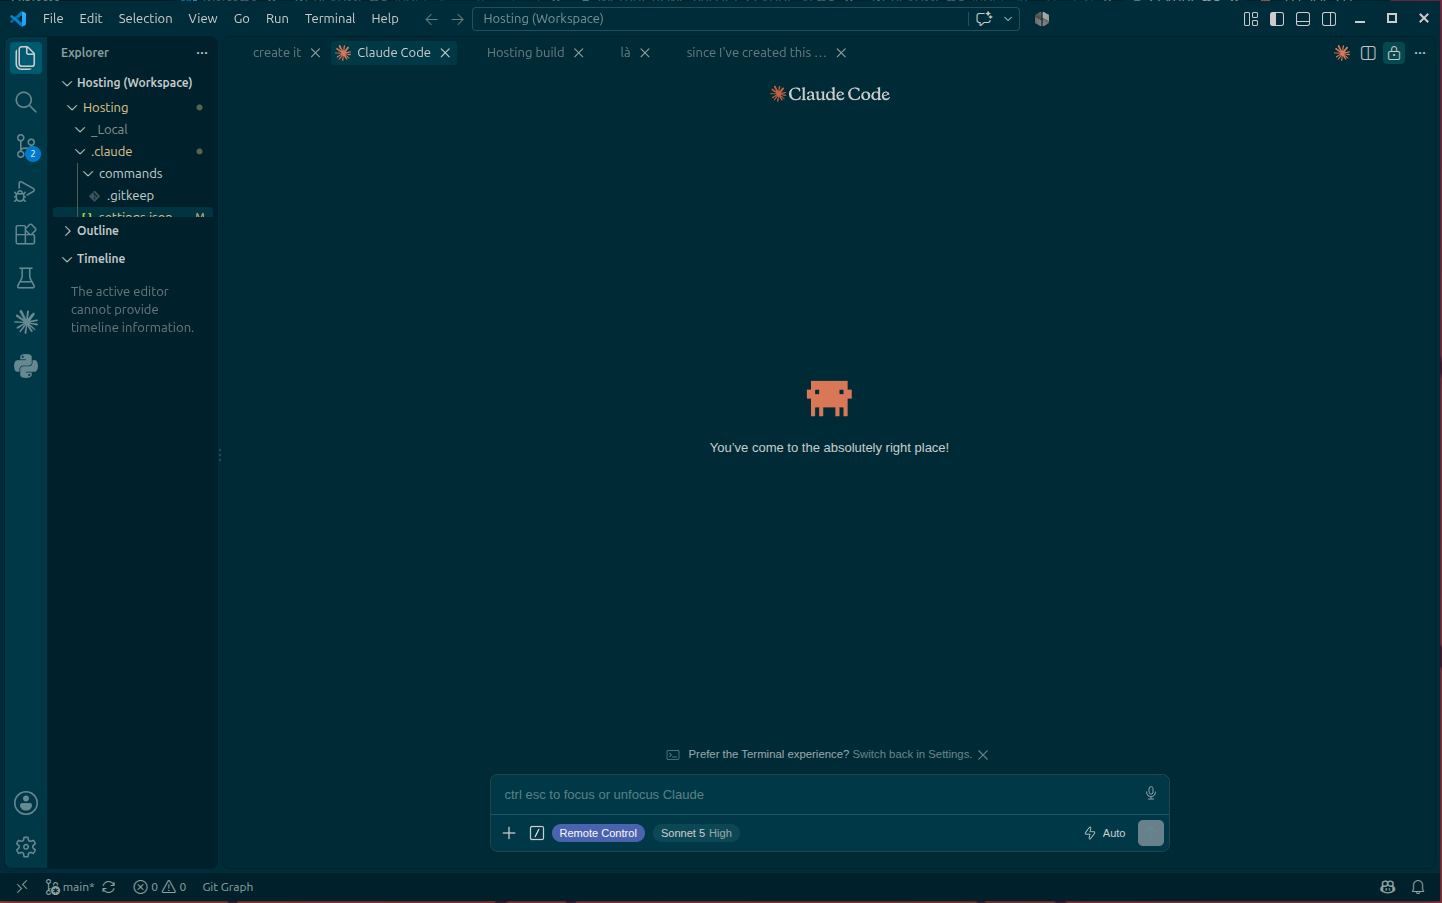 File Edit Selection View Go Run Terminal Help
Hosting (Workspace)
Explorer
create it
Claude Code
Hosting build
là
since I've created this ...
Hosting (Workspace)
Hosting
_Local
.claude
commands
.gitkeep
settings.json M
Outline
Timeline
The active editor
cannot provide
timeline information.
2
Claude Code
You've come to the absolutely right place!
Prefer the Terminal experience? Switch back in Settings.
ctrl esc to focus or unfocus Claude
Remote Control
Sonnet 5 High
Auto
main*
0
0
Git Graph